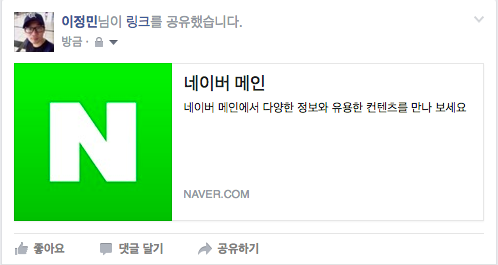 이정민님이 링크를 공유했습니다.
방금 ·
N
네이버 메인
네이버 메인에서 다양한 정보와 유용한 컨텐츠를 만나 보세요
NAVER.COM
좋아요 댓글 달기 공유하기